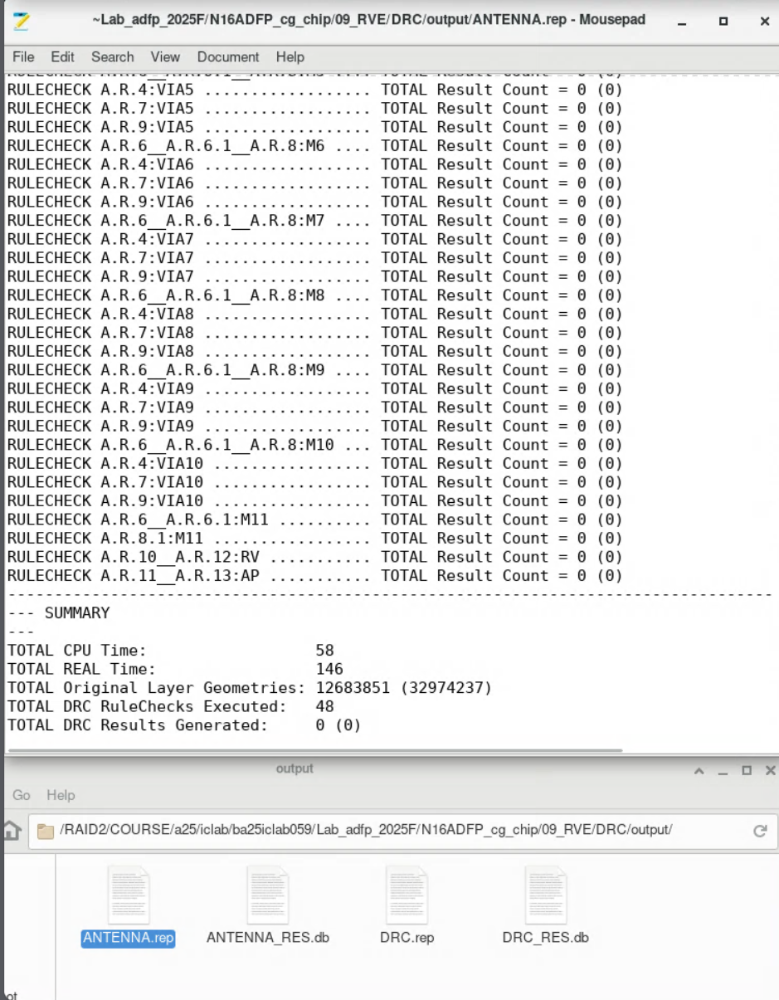 ~Lab_adfp_2025F/N16ADFP_cg_chip/09_RVE/DRC/output/ANTENNA.rep - Mousepad
File Edit Search View Document Help
RULECHECK A.R.4:VIA5 .................. TOTAL Result Count = 0 (0)
RULECHECK A.R.7:VIA5 .................. TOTAL Result Count = 0 (0)
RULECHECK A.R.9:VIA5 .................. TOTAL Result Count = 0 (0)
RULECHECK A.R.6__A.R.6.1__A.R.8:M6 .... TOTAL Result Count = 0 (0)
RULECHECK A.R.4:VIA6 .................. TOTAL Result Count = 0 (0)
RULECHECK A.R.7:VIA6 .................. TOTAL Result Count = 0 (0)
RULECHECK A.R.9:VIA6 .................. TOTAL Result Count = 0 (0)
RULECHECK A.R.6__A.R.6.1__A.R.8:M7 .... TOTAL Result Count = 0 (0)
RULECHECK A.R.4:VIA7 .................. TOTAL Result Count = 0 (0)
RULECHECK A.R.7:VIA7 .................. TOTAL Result Count = 0 (0)
RULECHECK A.R.9:VIA7 .................. TOTAL Result Count = 0 (0)
RULECHECK A.R.6__A.R.6.1__A.R.8:M8 .... TOTAL Result Count = 0 (0)
RULECHECK A.R.4:VIA8 .................. TOTAL Result Count = 0 (0)
RULECHECK A.R.7:VIA8 .................. TOTAL Result Count = 0 (0)
RULECHECK A.R.9:VIA8 .................. TOTAL Result Count = 0 (0)
RULECHECK A.R.6__A.R.6.1__A.R.8:M9 .... TOTAL Result Count = 0 (0)
RULECHECK A.R.4:VIA9 .................. TOTAL Result Count = 0 (0)
RULECHECK A.R.7:VIA9 .................. TOTAL Result Count = 0 (0)
RULECHECK A.R.9:VIA9 .................. TOTAL Result Count = 0 (0)
RULECHECK A.R.6__A.R.6.1__A.R.8:M10 ... TOTAL Result Count = 0 (0)
RULECHECK A.R.4:VIA10 ................. TOTAL Result Count = 0 (0)
RULECHECK A.R.7:VIA10 ................. TOTAL Result Count = 0 (0)
RULECHECK A.R.9:VIA10 ................. TOTAL Result Count = 0 (0)
RULECHECK A.R.6__A.R.6.1:M11 .......... TOTAL Result Count = 0 (0)
RULECHECK A.R.8.1:M11 ................. TOTAL Result Count = 0 (0)
RULECHECK A.R.10__A.R.12:RV ........... TOTAL Result Count = 0 (0)
RULECHECK A.R.11__A.R.13:AP ........... TOTAL Result Count = 0 (0)
----------------------------------------------------------------------------------
--- SUMMARY
---
TOTAL CPU Time: 58
TOTAL REAL Time: 146
TOTAL Original Layer Geometries: 12683851 (32974237)
TOTAL DRC RuleChecks Executed: 48
TOTAL DRC Results Generated: 0 (0)
output
Go Help
/RAID2/COURSE/a25/iclab/ba25iclab059/Lab_adfp_2025F/N16ADFP_cg_chip/09_RVE/DRC/output/
ANTENNA.rep ANTENNA_RES.db DRC.rep DRC_RES.db